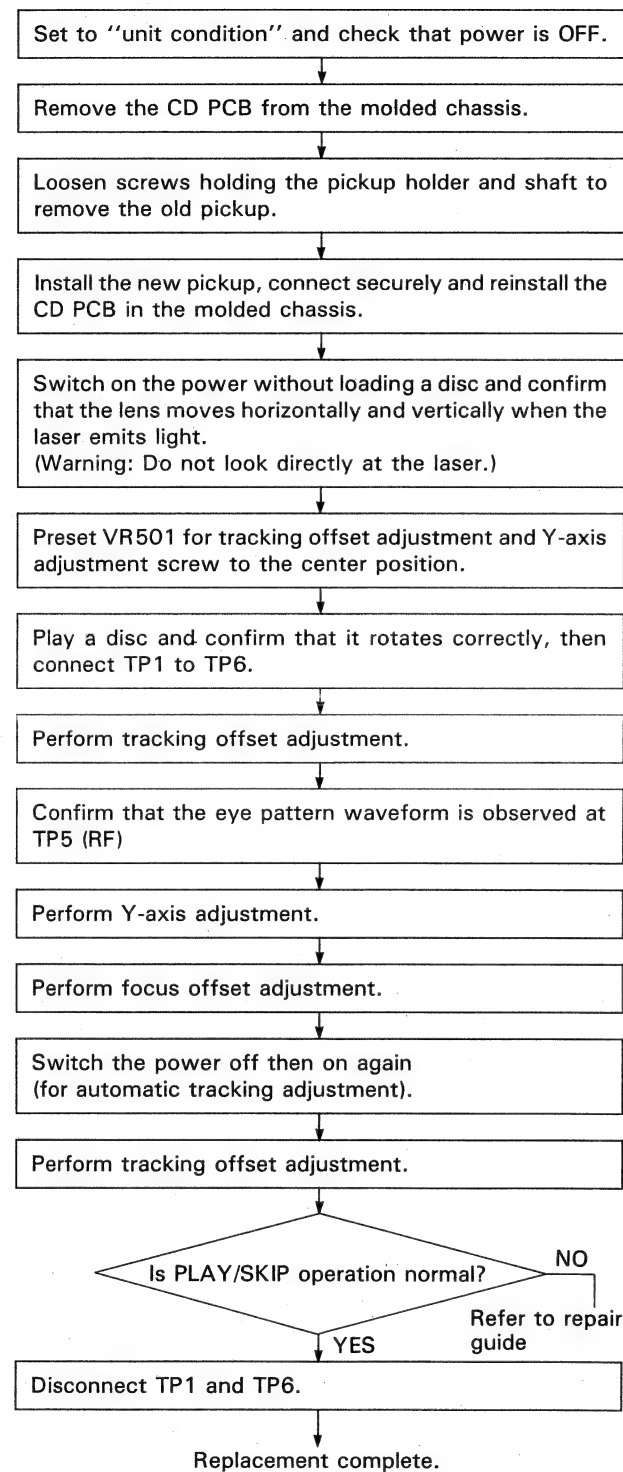 Set to ‘‘unit condition’’ and check that power is OFF.
Remove the CD PCB from the molded chassis.
Loosen screws holding the pickup holder and shaft to
remove the old pickup.
Install the new pickup, connect securely and reinstall the
CD PCB in the molded chassis.
Switch on the power without loading a disc and confirm
that the lens moves horizontally and vertically when the
laser emits light.
(Warning: Do not look directly at the laser.)
Preset VR501 for tracking offset adjustment and Y-axis
adjustment screw to the center position.
Play a disc and confirm that it rotates correctly, then
connect TP1 to TP6.
Perform tracking offset adjustment.
Confirm that the eye pattern waveform is observed at
TP5 (RF)
Perform Y-axis adjustment.
Perform focus offset adjustment.
Switch the power off then on again
(for automatic tracking adjustment).
Perform tracking offset adjustment.
Is PLAY/SKIP operation normal?
NO
Refer to repair
guide
YES
Disconnect TP1 and TP6.
Replacement complete.